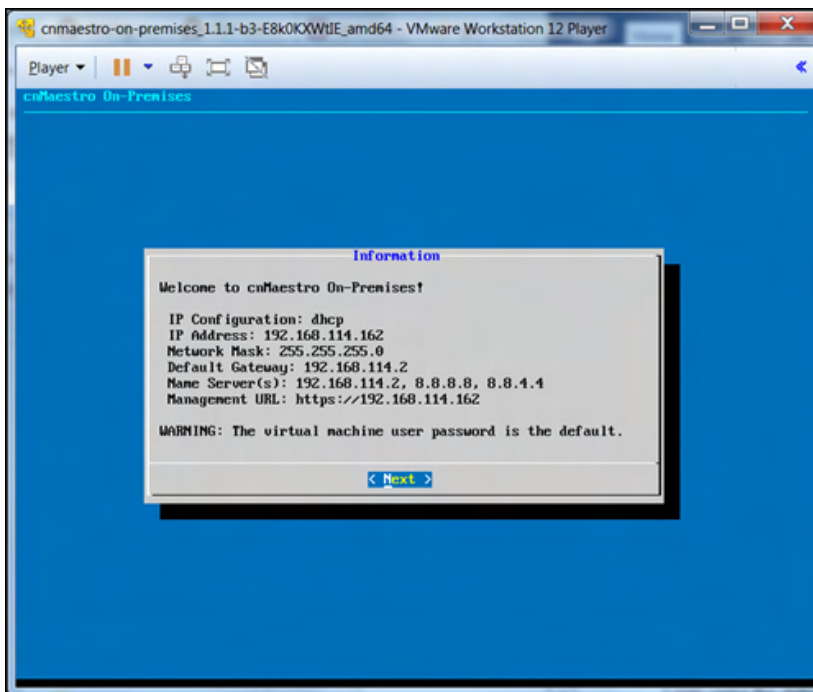 cnmaestro-on-premises_1.1.1-b3-E8k0KXWtIE_amd64 - VMware Workstation 12 Player
Player
cnMaestro On-Premises
Information
Welcome to cnMaestro On-Premises!
IP Configuration: dhcp
IP Address: 192.168.114.162
Network Mask: 255.255.255.0
Default Gateway: 192.168.114.2
Name Server(s): 192.168.114.2, 8.8.8.8, 8.8.4.4
Management URL: https://192.168.114.162
WARNING: The virtual machine user password is the default.
< Next >